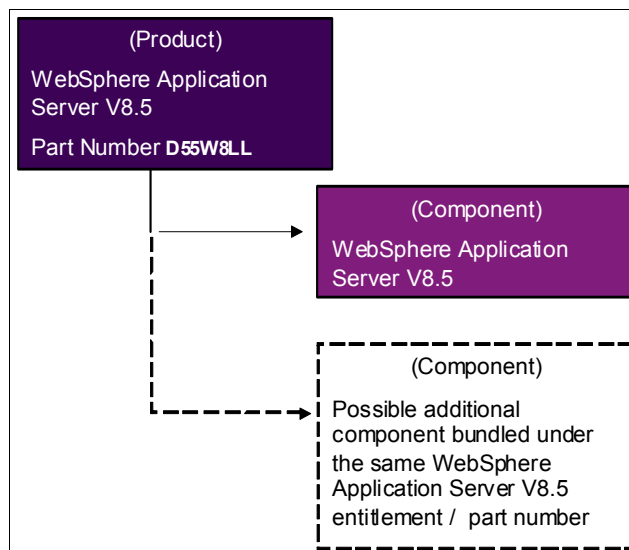 (Product)
WebSphere Application
Server V8.5
Part Number D55W8LL
(Component)
WebSphere Application
Server V8.5
(Component)
Possible additional
component bundled under
the same WebSphere
Application Server V8.5
entitlement / part number